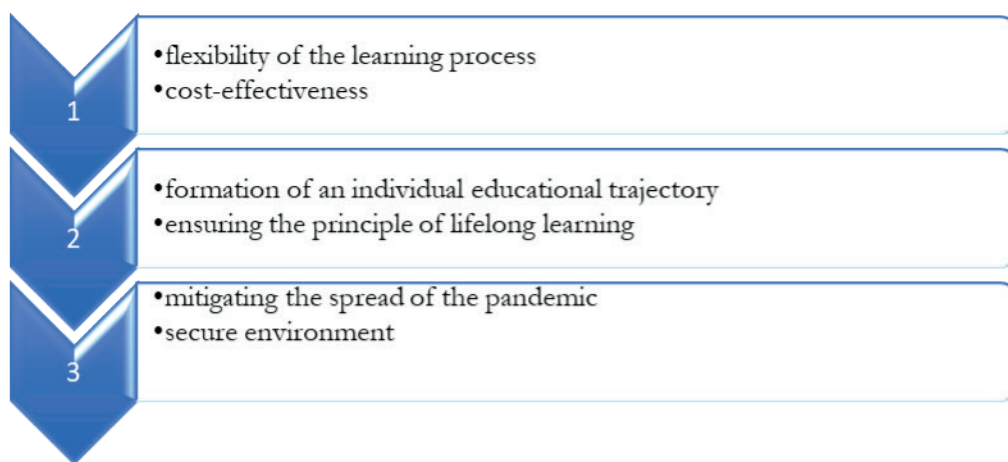 •flexibility of the learning process
•cost-effectiveness
1
•formation of an individual educational trajectory
•ensuring the principle of lifelong learning
2
•mitigating the spread of the pandemic
•secure environment
3